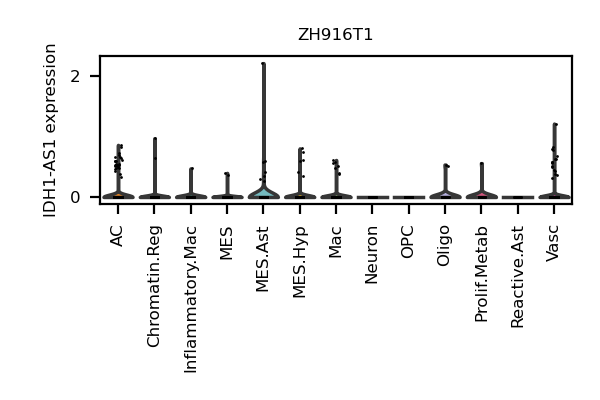 ZH916T1
IDH1-AS1 expression
2
0
AC
Chromatin.Reg
Inflammatory.Mac
MES
MES.Ast
MES.Hyp
Mac
Neuron
OPC
Oligo
Prolif.Metab
Reactive.Ast
Vasc